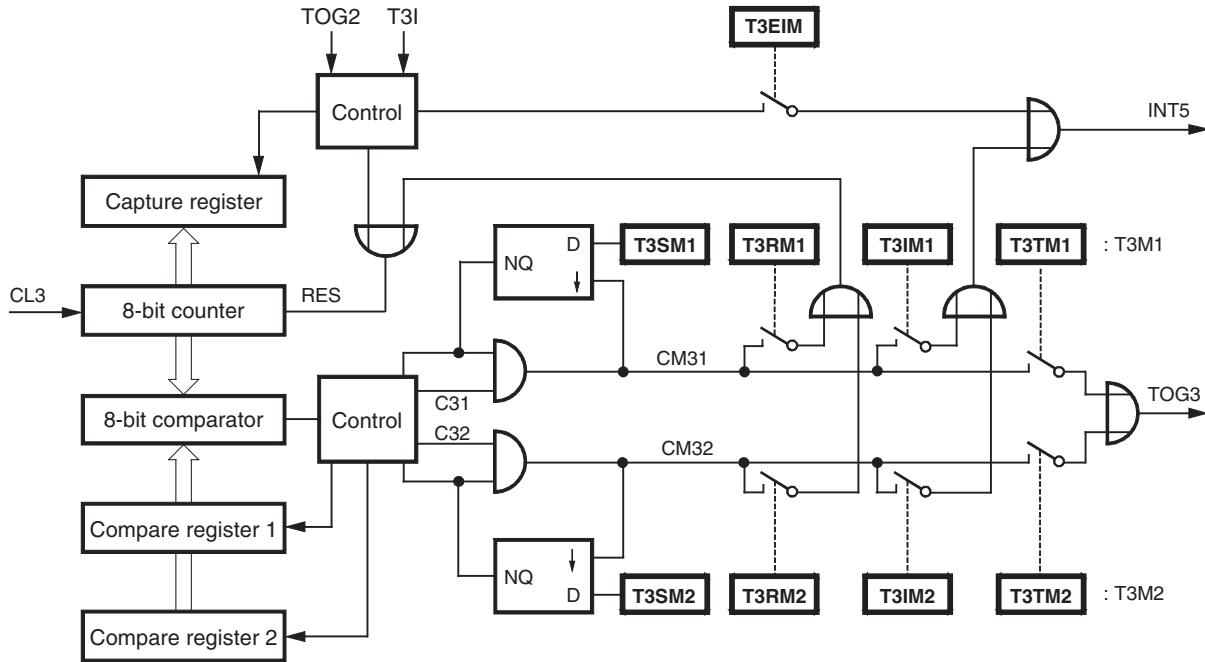 TOG2
T3I
T3EIM
Control
INT5
Capture register
D
T3SM1
T3RM1
T3IM1
T3TM1
: T3M1
NQ
CL3
8-bit counter
RES
CM31
8-bit comparator
Control
C31
C32
TOG3
CM32
Compare register 1
NQ
D
T3SM2
T3RM2
T3IM2
T3TM2
: T3M2
Compare register 2